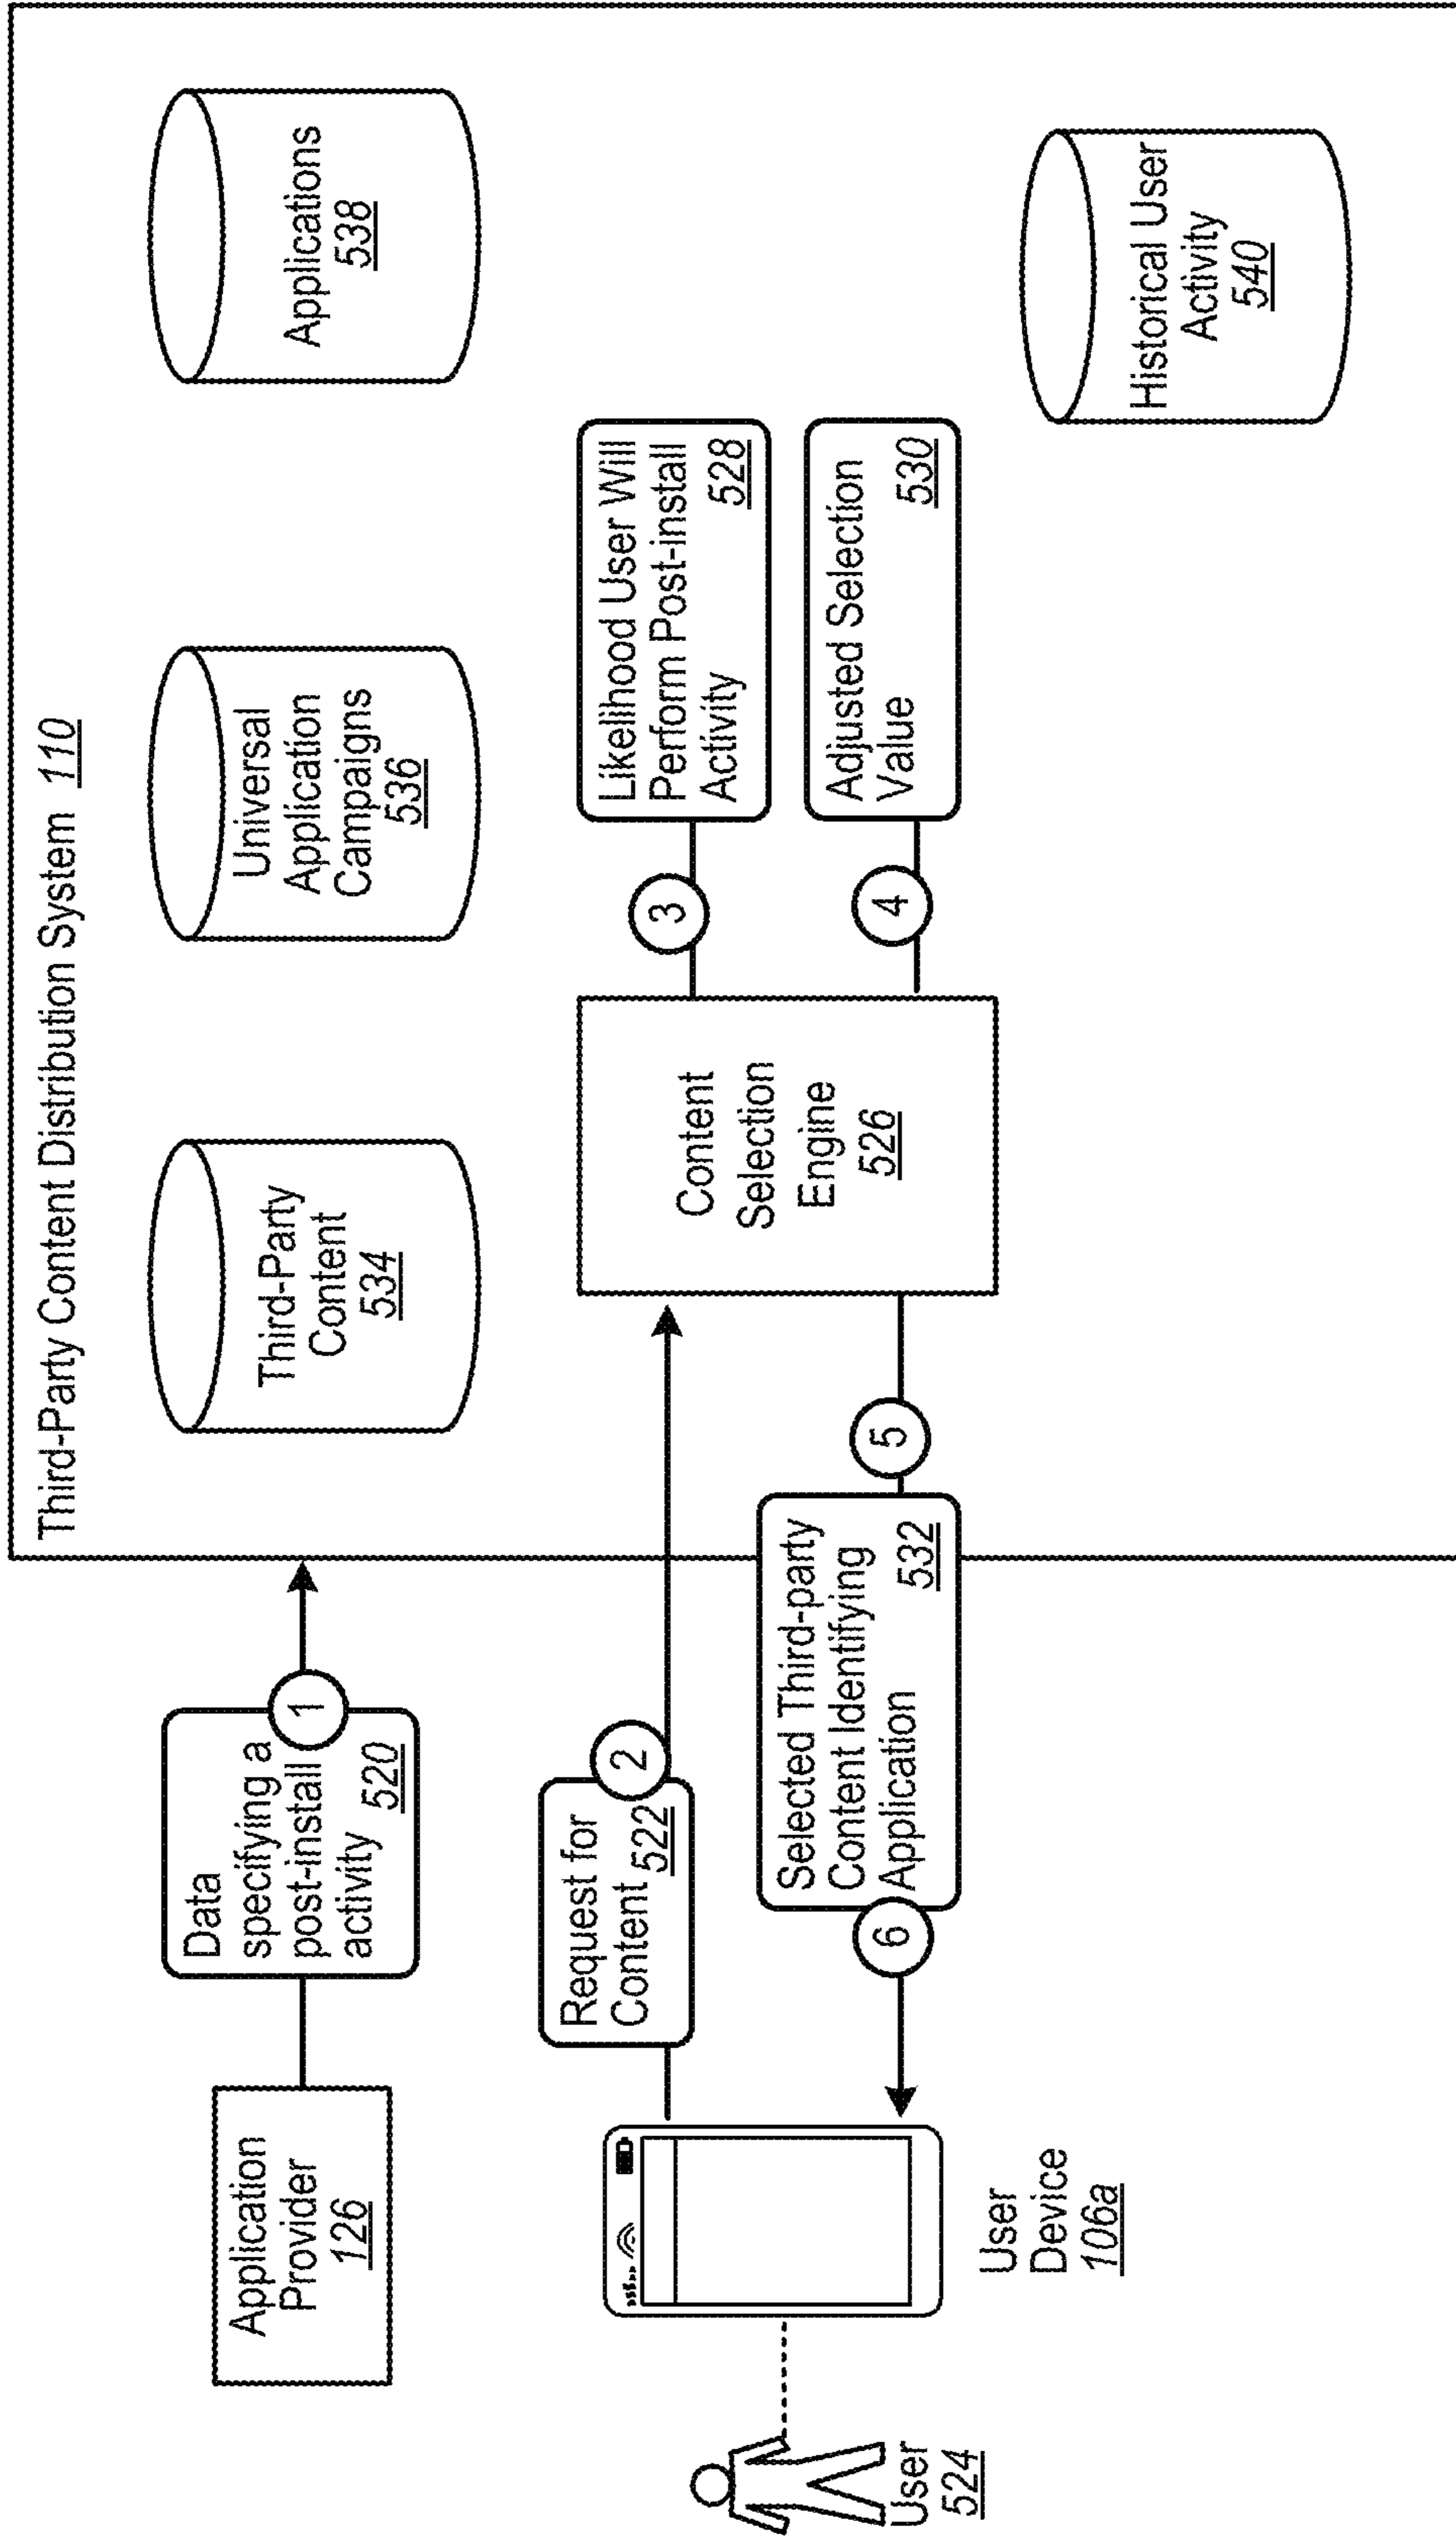 Third-Party Content Distribution System 110
Application
Provider
126
Data
specifying a
post-install
activity 520
1
Third-Party
Content
534
Universal
Application
Campaigns
536
Applications
538
User
524
User
Device
106a
Request for
Content 522
2
Content
Selection
Engine
526
3
Likelihood User Will
Perform Post-install
Activity 528
4
Adjusted Selection
Value 530
5
Selected Third-party
Content Identifying
Application 532
6
Historical User
Activity
540